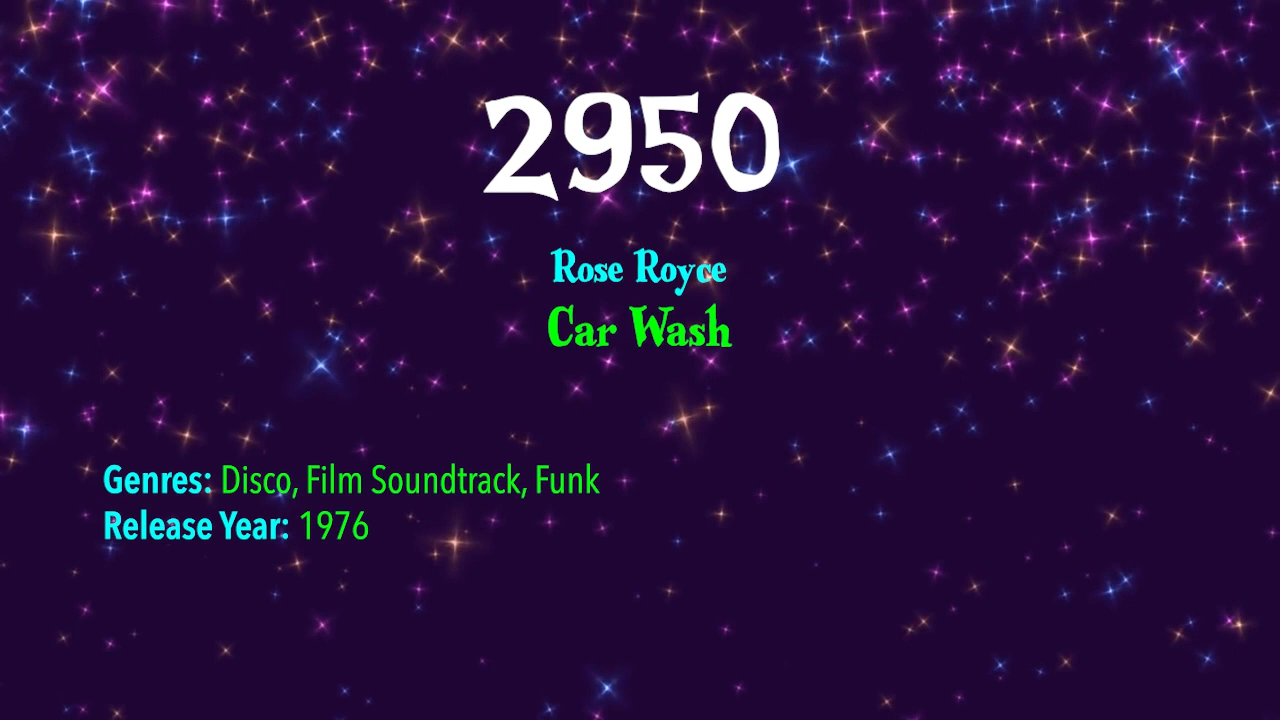 2950
Rose Royce
Car Wash
Genres: Disco, Film Soundtrack, Funk
Release Year: 1976